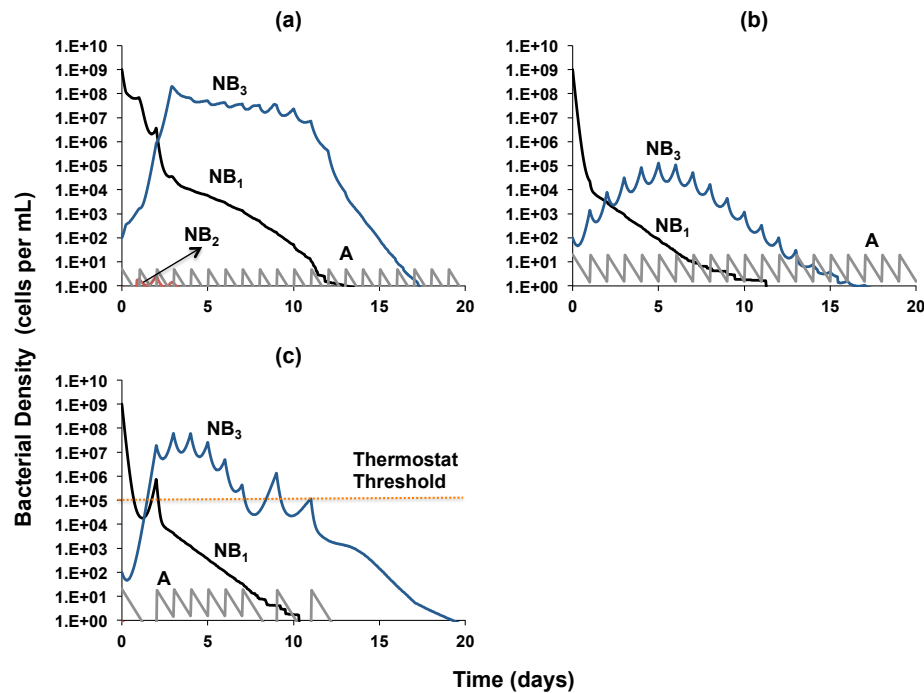 (a)
1.E+10
1.E+09
1.E+08
1.E+07
1.E+06
1.E+05
1.E+04
1.E+03
1.E+02
1.E+01
1.E+00
NB3
NB1
NB2
A
0 5 10 15 20
(b)
1.E+10
1.E+09
1.E+08
1.E+07
1.E+06
1.E+05
1.E+04
1.E+03
1.E+02
1.E+01
1.E+00
NB3
NB1
A
0 5 10 15 20
(c)
1.E+10
1.E+09
1.E+08
1.E+07
1.E+06
1.E+05
1.E+04
1.E+03
1.E+02
1.E+01
1.E+00
NB3
Thermostat
Threshold
NB1
A
0 5 10 15 20
Bacterial Density (cells per mL)
Time (days)